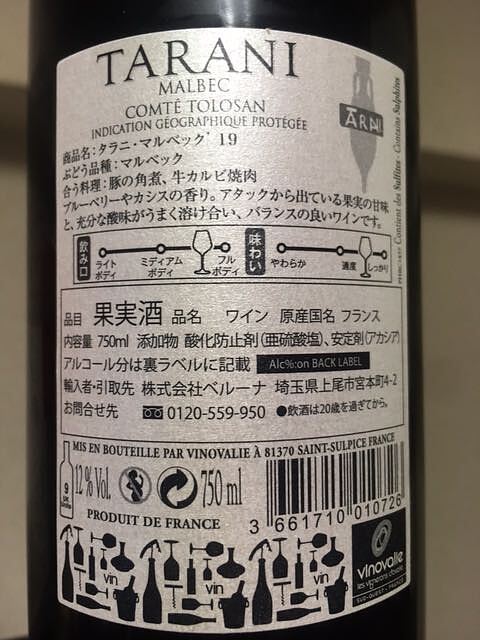 TARANI
MALBEC
COMTÉ TOLOSAN
INDICATION GÉOGRAPHIQUE PROTÉGÉE
ĀRNI
商品名：タラニ・マルベック' 19
ぶどう品種：マルベック
合う料理：豚の角煮、牛カルビ焼肉
ブルーベリーやカシスの香り。アタックから出ている果実の甘味
と、充分な酸味がうまく溶け合い、バランスの良いワインです。
Contient des Sulfites - Contains Sulphites
飲み口 ライトボディ ミディアムボディ フルボディ 味わい やわらか 適度 しっかり
品目 果実酒 品名 ワイン 原産国名 フランス
内容量 750ml 添加物 酸化防止剤（亜硫酸塩）、安定剤（アカシア）
アルコール分は裏ラベルに記載 Alc%:on BACK LABEL
輸入者・引取先 株式会社ベルーナ 埼玉県上尾市宮本町4-2
お問合せ先 0120-559-950 ●飲酒は20歳を過ぎてから。
MIS EN BOUTEILLE PAR VINOVALIE À 81370 SAINT-SULPICE FRANCE
9
12 % Vol. 750 ml
PRODUIT DE FRANCE
3 661710 010726
vin vin
vinovalie
les vignerons d'ovalie
SUD-OUEST - FRANCE